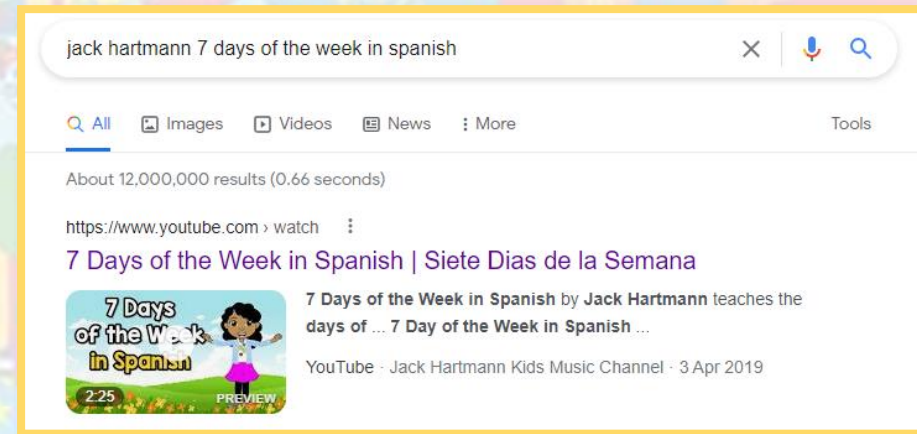 jack hartmann 7 days of the week in spanish
All Images Videos News More Tools
About 12,000,000 results (0.66 seconds)
https://www.youtube.com › watch
7 Days of the Week in Spanish | Siete Dias de la Semana
7 Days
of the Week
in Spanish
2:25 PREVIEW
7 Days of the Week in Spanish by Jack Hartmann teaches the
days of ... 7 Day of the Week in Spanish ...
YouTube · Jack Hartmann Kids Music Channel · 3 Apr 2019